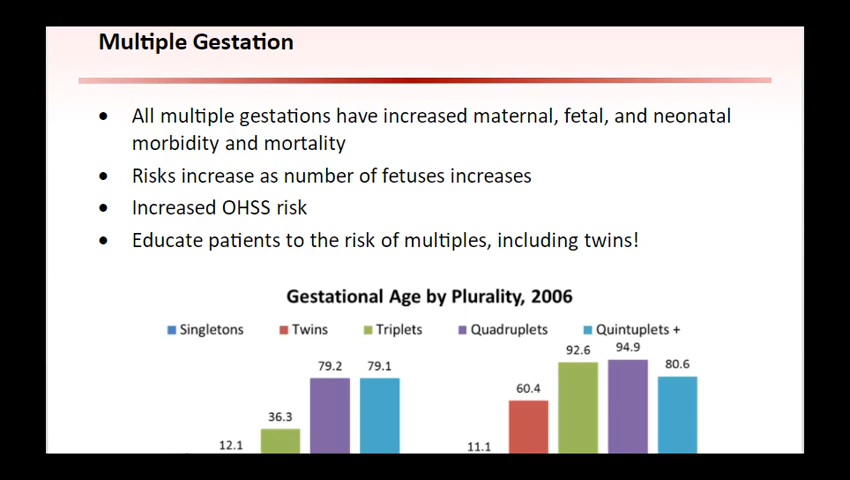 Multiple Gestation
• All multiple gestations have increased maternal, fetal, and neonatal
morbidity and mortality
• Risks increase as number of fetuses increases
• Increased OHSS risk
• Educate patients to the risk of multiples, including twins!
Gestational Age by Plurality, 2006
Singletons Twins Triplets Quadruplets Quintuplets +
12.1 36.3 79.2 79.1 11.1 60.4 92.6 94.9 80.6